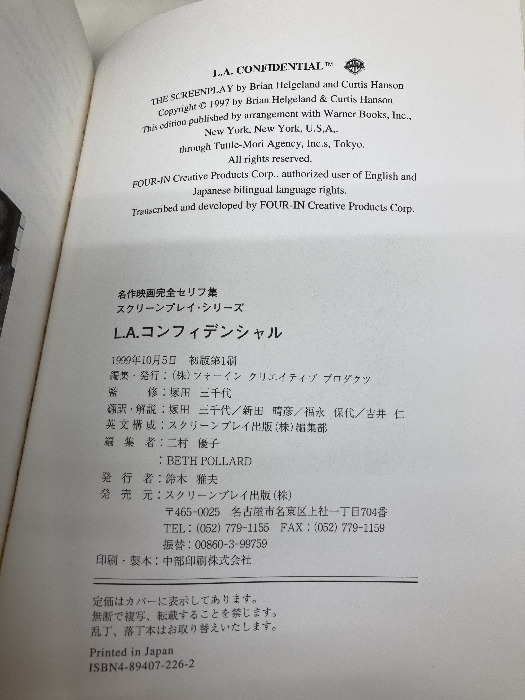 L.A. CONFIDENTIAL™
THE SCREENPLAY by Brian Helgeland and Curtis Hanson
Copyright © 1997 by Brian Helgeland & Curtis Hanson
This edition published by arrangement with Warner Books, Inc.,
New York, New York, U.S.A,.
through Tuttle-Mori Agency, Inc.s, Tokyo.
All rights reserved.
FOUR-IN Creative Products Corp., authorized user of English and
Japanese bilingual language rights.
Transcribed and developed by FOUR-IN Creative Products Corp.
名作映画完全セリフ集
スクリーンプレイ・シリーズ
L.A.コンフィデンシャル
1999年10月5日 初版第1刷
編集・発行：(株)フォーイン クリエイティブ プロダクツ
監 修：塚田 三千代
翻訳・解説：塚田 三千代／新田 晴彦／福永 保代／吉井 仁
英文構成：スクリーンプレイ出版(株)編集部
編 集 者：二村 優子
：BETH POLLARD
発 行 者：鈴木 雅夫
発 売 元：スクリーンプレイ出版(株)
〒465-0025 名古屋市名東区上社一丁目704番
TEL：(052) 779-1155 FAX：(052) 779-1159
振替：00860-3-99759
印刷・製本：中部印刷株式会社
定価はカバーに表示してあります。
無断で複写、転載することを禁じます。
乱丁、落丁本はお取り替えいたします。
Printed in Japan
ISBN4-89407-226-2